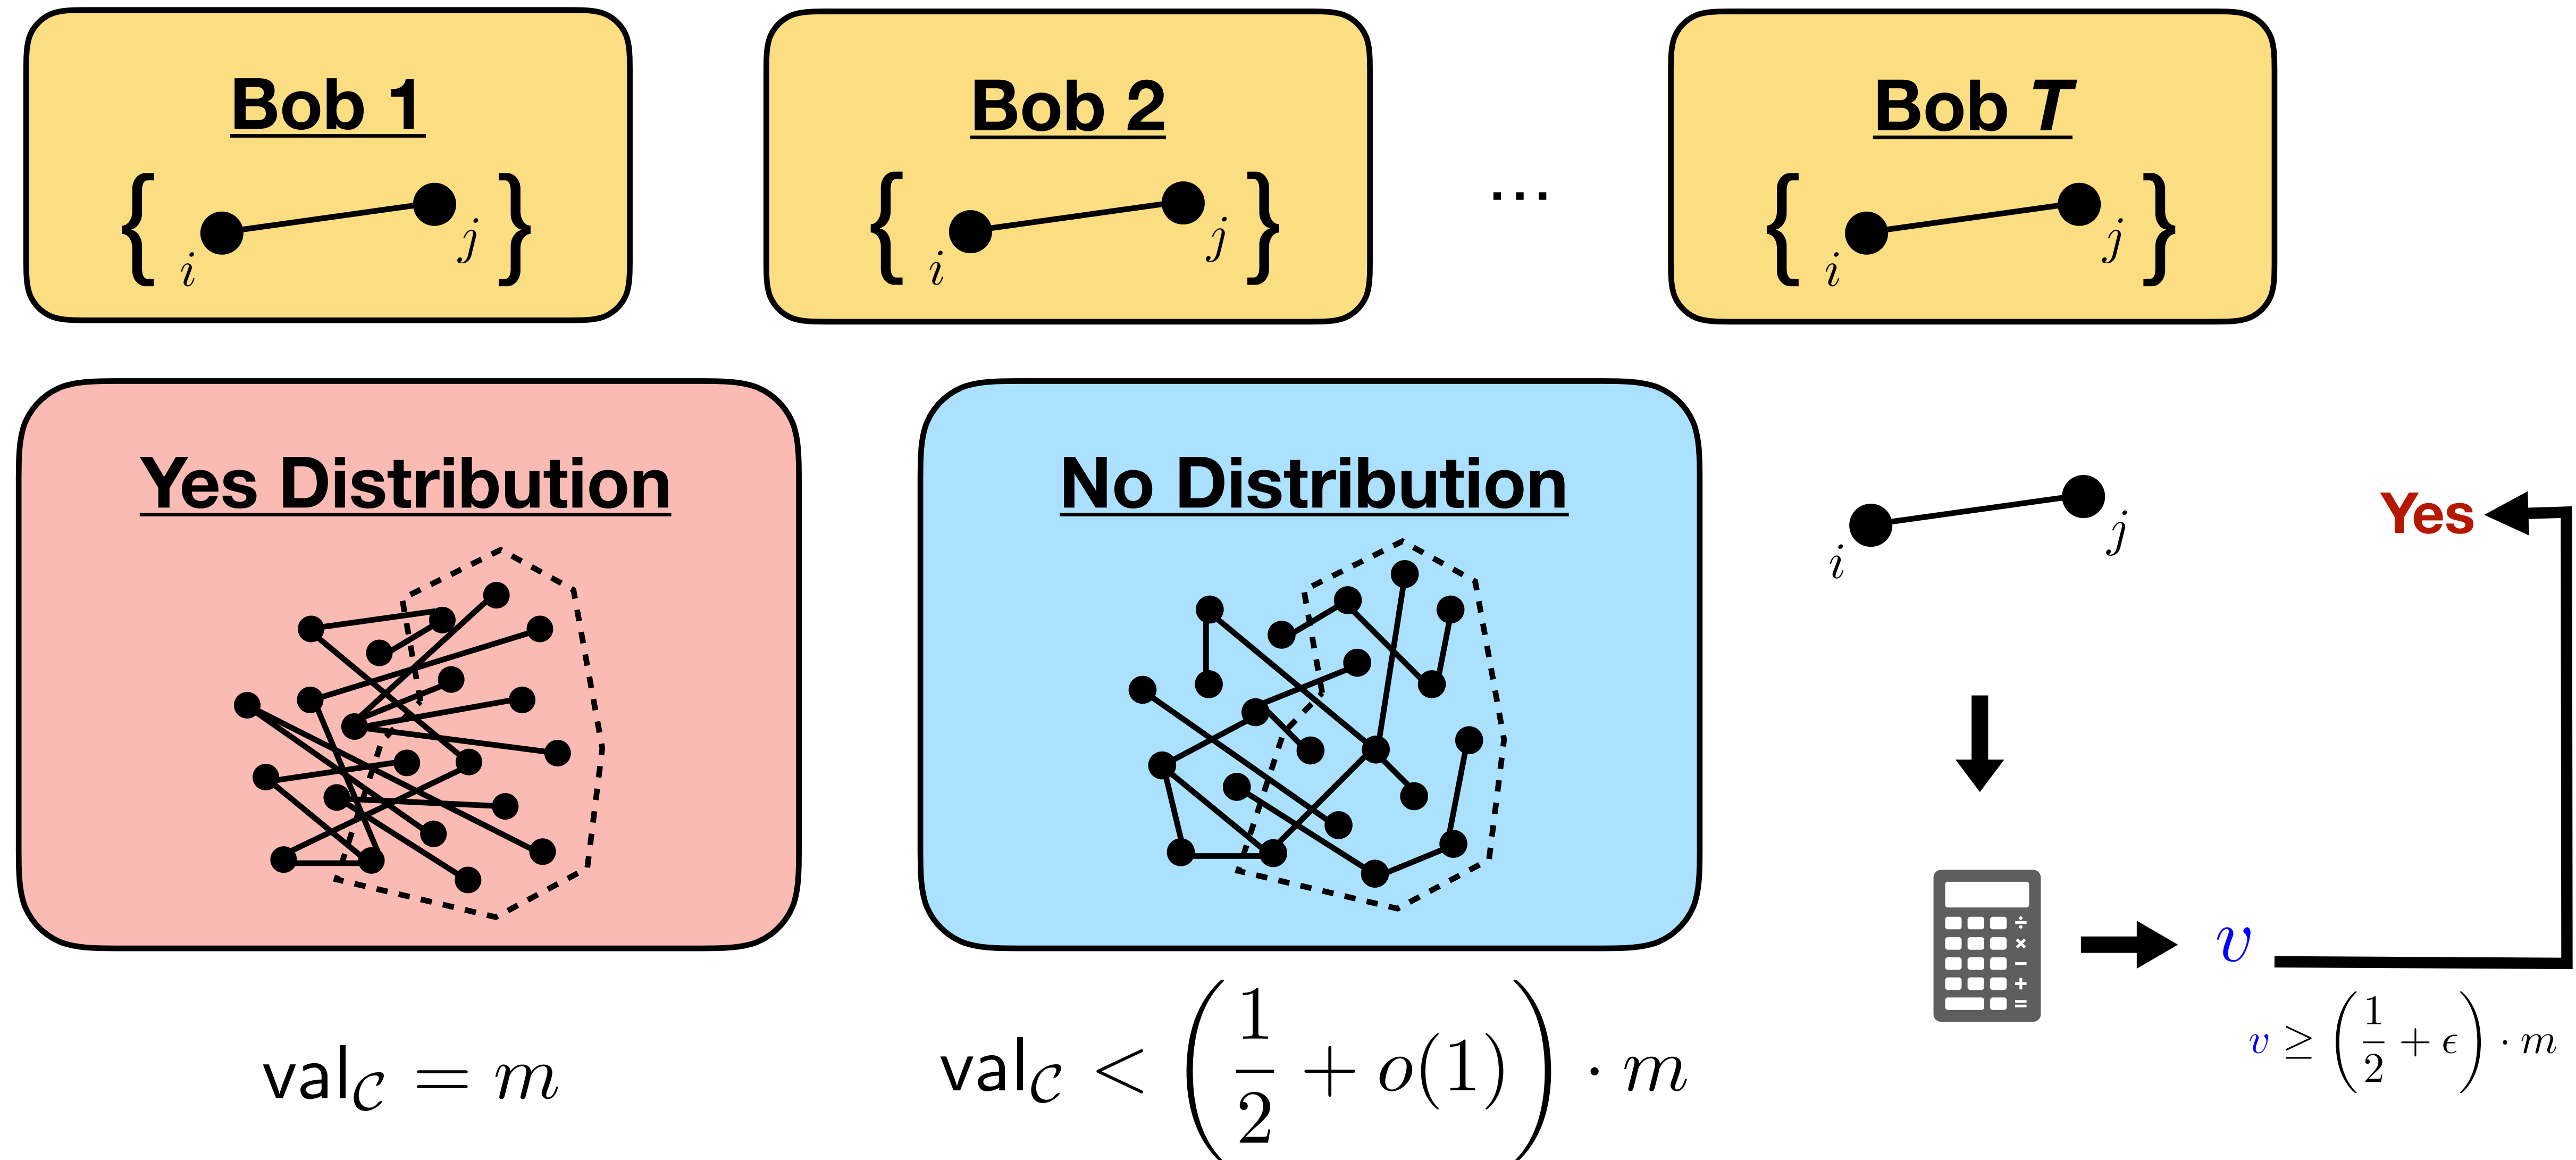 Bob 1
{ i j }
Bob 2
{ i j }
...
Bob T
{ i j }
Yes Distribution
val_𝒞 = m
No Distribution
val_𝒞 < (1/2 + o(1)) · m
i j
÷
×
−
+
=
v
v ≥ (1/2 + ϵ) · m
Yes